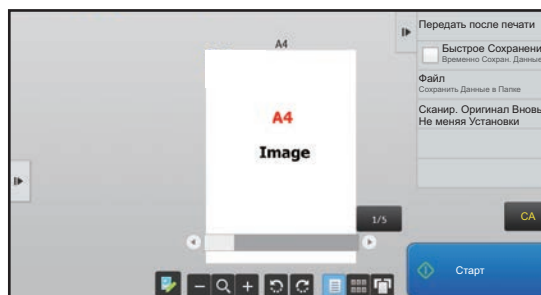 A4
A4
Image
1/5
Передать после печати
Быстрое Сохранени
Временно Сохран. Данные
Файл
Сохранить Данные в Папке
Сканир. Оригинал Вновь
Не меняя Установки
CA
Старт